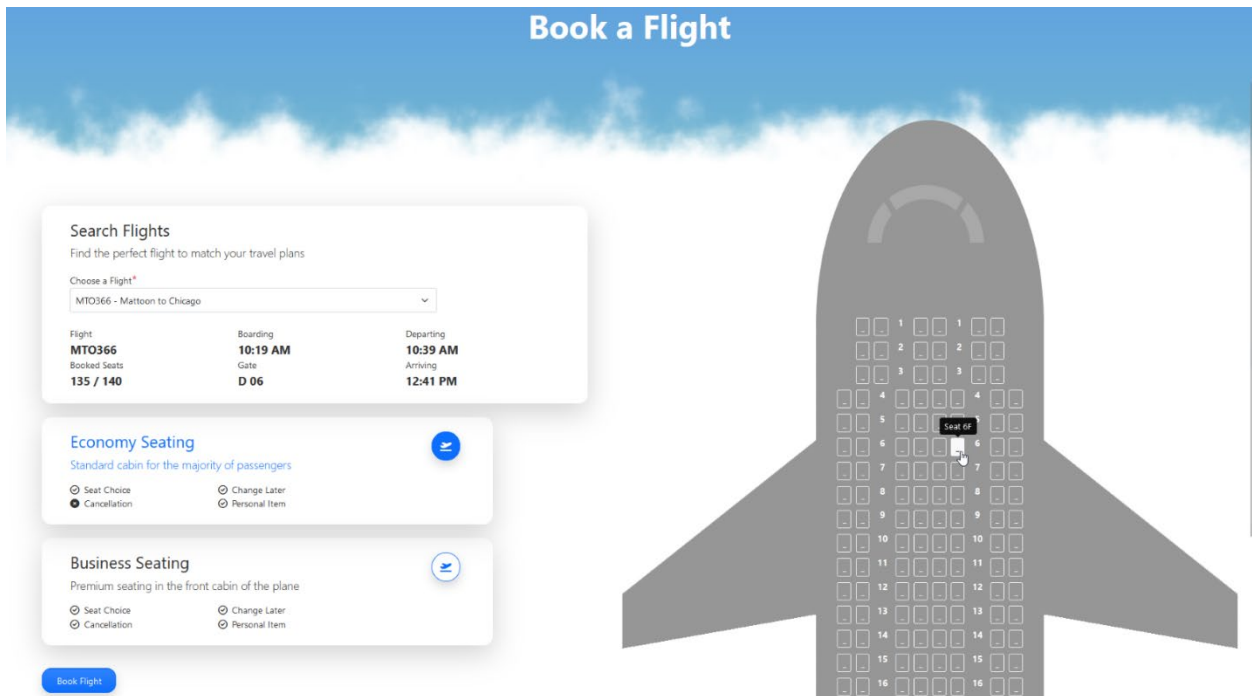 Book a Flight
Search Flights
Find the perfect flight to match your travel plans
Choose a Flight*
MTO366 - Mattoon to Chicago
Flight Boarding Departing
MTO366 10:19 AM 10:39 AM
Booked Seats Gate Arriving
135 / 140 D 06 12:41 PM
Economy Seating
Standard cabin for the majority of passengers
Seat Choice Change Later
Cancellation Personal Item
Business Seating
Premium seating in the front cabin of the plane
Seat Choice Change Later
Cancellation Personal Item
Book Flight
1 1
2 2
3 3
4 4
5
Seat 6F
6 6
7 7
8 8
9 9
10 10
11 11
12 12
13 13
14 14
15 15
16 16